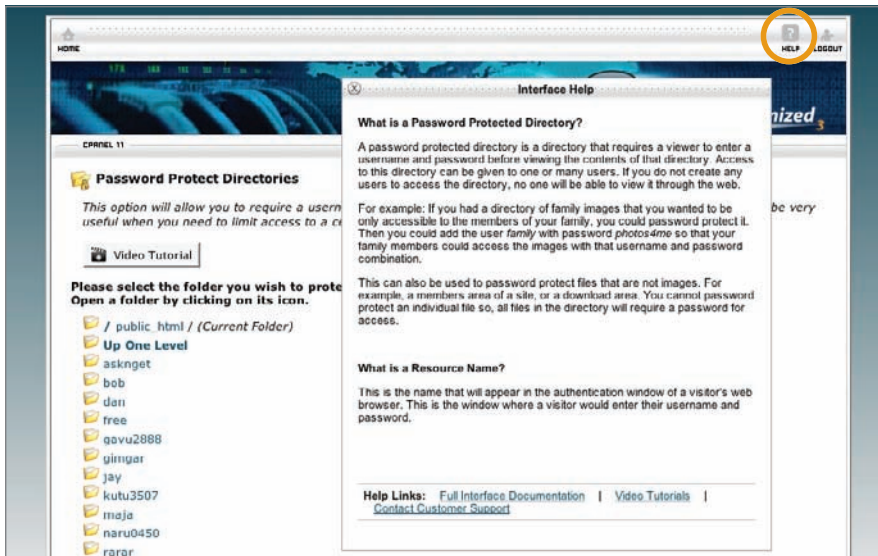 HOME
HELP
LOGOUT
nized 3
CPANEL 11
Password Protect Directories
This option will allow you to require a usern
be very
useful when you need to limit access to a ce
Video Tutorial
Please select the folder you wish to prote
Open a folder by clicking on its icon.
/ public_html / (Current Folder)
Up One Level
asknget
bob
dan
free
gavu2888
gimgar
jay
kutu3507
maja
naru0450
rarar
Interface Help
What is a Password Protected Directory?
A password protected directory is a directory that requires a viewer to enter a
username and password before viewing the contents of that directory. Access
to this directory can be given to one or many users. If you do not create any
users to access the directory, no one will be able to view it through the web.
For example: If you had a directory of family images that you wanted to be
only accessible to the members of your family, you could password protect it.
Then you could add the user family with password photos4me so that your
family members could access the images with that username and password
combination.
This can also be used to password protect files that are not images. For
example, a members area of a site, or a download area. You cannot password
protect an individual file so, all files in the directory will require a password for
access.
What is a Resource Name?
This is the name that will appear in the authentication window of a visitor's web
browser. This is the window where a visitor would enter their username and
password.
Help Links: Full Interface Documentation | Video Tutorials |
Contact Customer Support